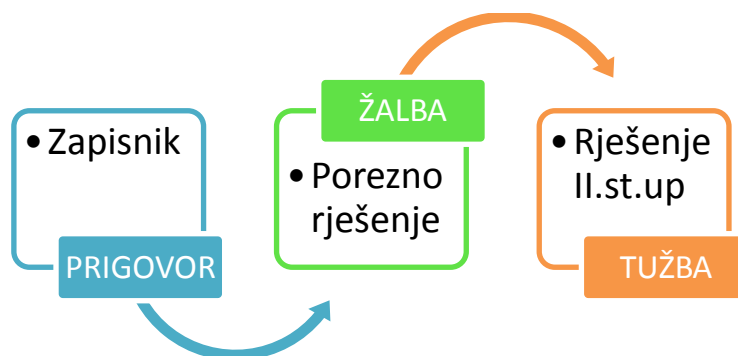 • Zapisnik
PRIGOVOR
ŽALBA
• Porezno
rješenje
• Rješenje
II.st.up
TUŽBA